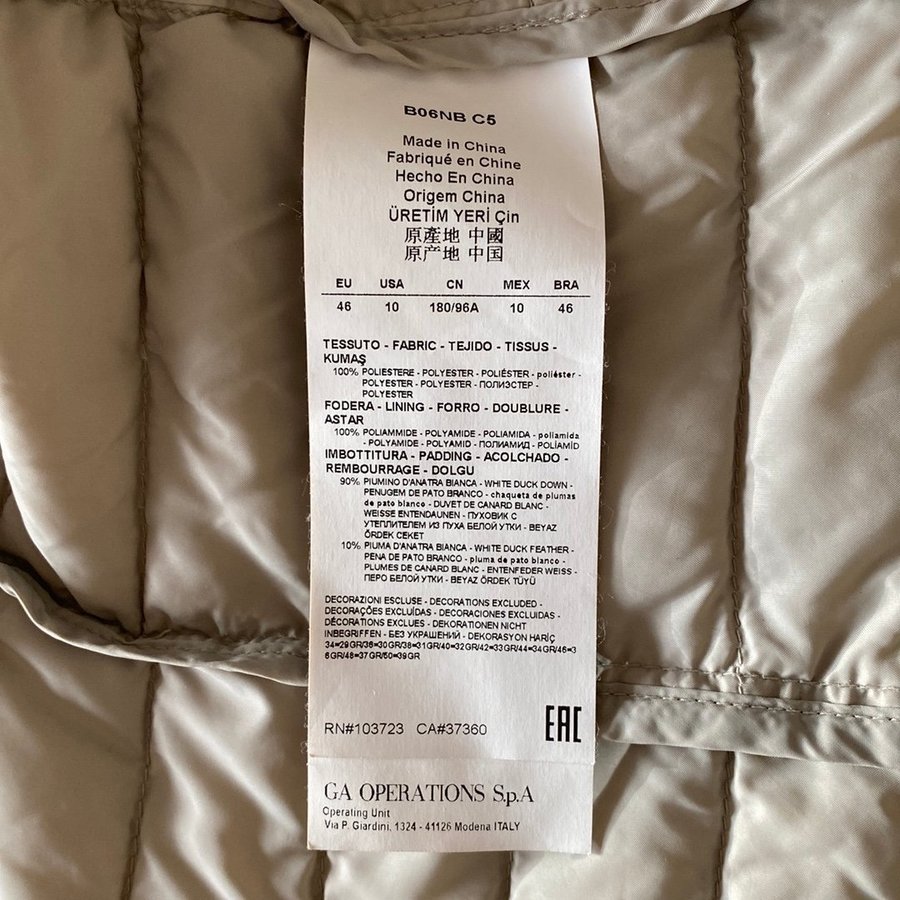 B06NB C5
Made in China
Fabriqué en Chine
Hecho En China
Origem China
ÜRETİM YERİ Çin
原產地 中國
原产地 中国
EU USA CN MEX BRA
46 10 180/96A 10 46
TESSUTO - FABRIC - TEJIDO - TISSUS -
KUMAŞ
100% POLIESTERE - POLYESTER - POLIÉSTER - poliéster -
POLYESTER - POLYESTER - ПОЛИЭСТЕР -
POLYESTER
FODERA - LINING - FORRO - DOUBLURE -
ASTAR
100% POLIAMMIDE - POLYAMIDE - POLIAMIDA - poliamida
- POLYAMIDE - POLYAMID - ПОЛИАМИД - POLİAMİD
IMBOTTITURA - PADDING - ACOLCHADO -
REMBOURRAGE - DOLGU
90% PIUMINO D'ANATRA BIANCA - WHITE DUCK DOWN -
PENUGEM DE PATO BRANCO - chaqueta de plumas
de pato blanco - DUVET DE CANARD BLANC -
WEISSE ENTENDAUNEN - ПУХОВИК С
УТЕПЛИТЕЛЕМ ИЗ ПУХА БЕЛОЙ УТКИ - BEYAZ
ÖRDEK CEKET
10% PIUMA D'ANATRA BIANCA - WHITE DUCK FEATHER -
PENA DE PATO BRANCO - pluma de pato blanco -
PLUMES DE CANARD BLANC - ENTENFEDER WEISS -
ПЕРО БЕЛОЙ УТКИ - BEYAZ ÖRDEK TÜYÜ
DECORAZIONI ESCLUSE - DECORATIONS EXCLUDED -
DECORAÇÕES EXCLUÍDAS - DECORACIONES EXCLUIDAS -
DÉCORATIONS EXCLUES - DEKORATIONEN NICHT
INBEGRIFFEN - БЕЗ УКРАШЕНИЙ - DEKORASYON HARİÇ
34=29GR/36=30GR/38=31GR/40=32GR/42=33GR/44=34GR/46=3
6GR/48=37GR/50=39GR
RN#103723 CA#37360 EAC
GA OPERATIONS S.p.A
Operating Unit
Via P. Giardini, 1324 - 41126 Modena ITALY